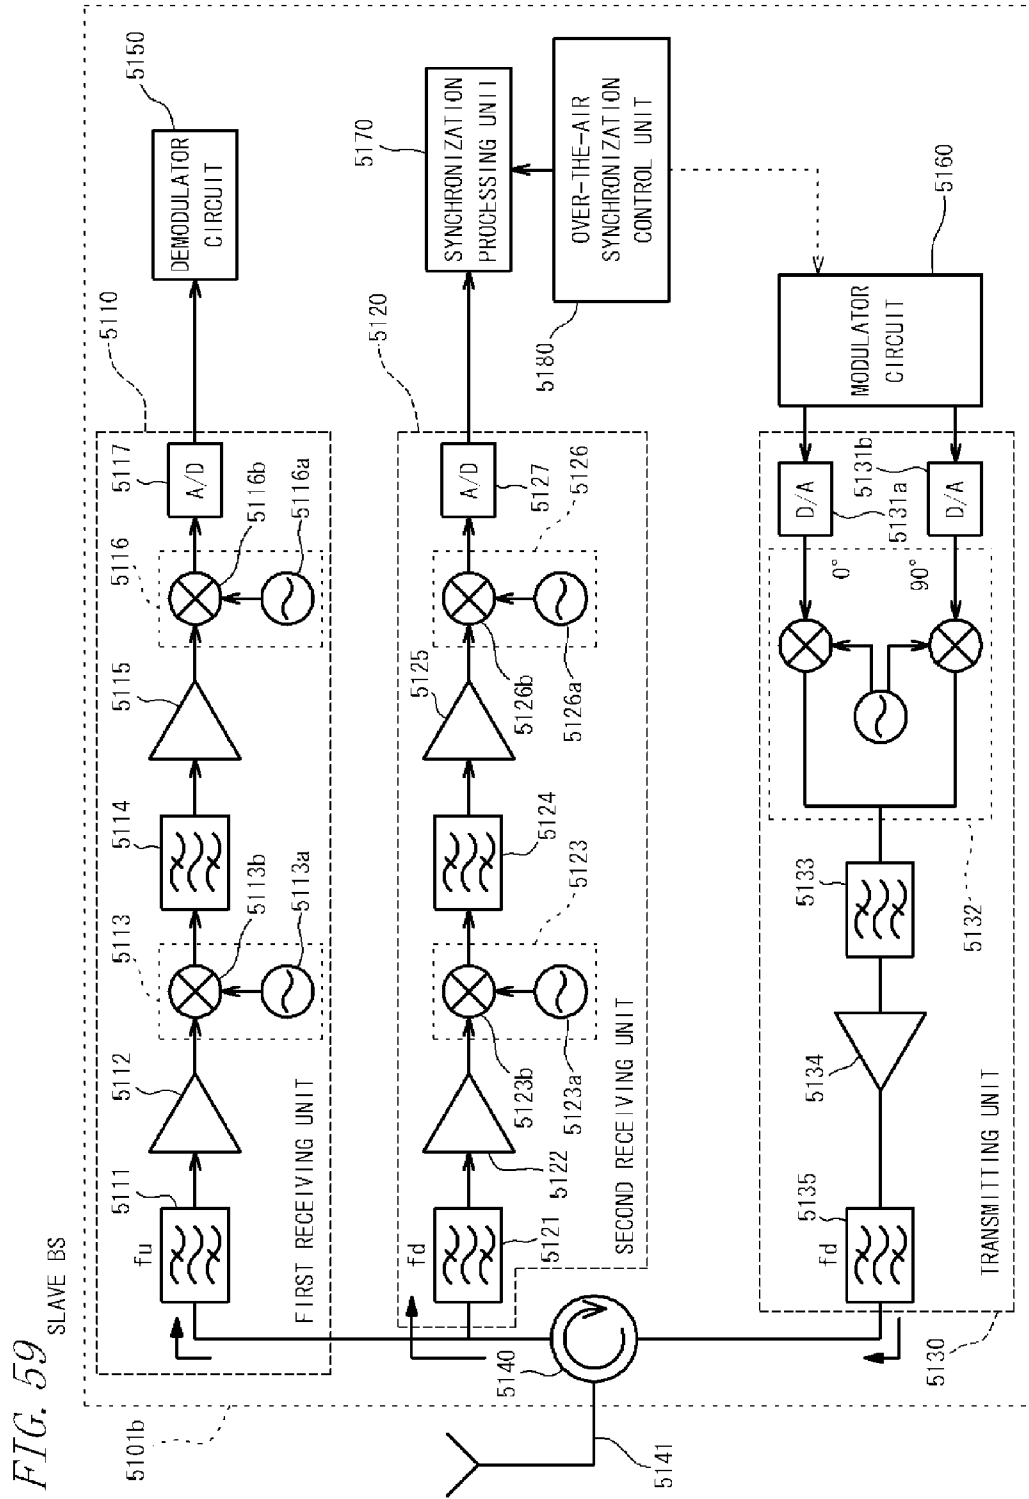 FIG. 59
SLAVE BS
5101b
FIRST RECEIVING UNIT
fu
5111
5112
5113
5113b
5113a
5114
5115
5116
5116b
5116a
5117
A/D
5110
DEMODULATOR
CIRCUIT
5150
SECOND RECEIVING UNIT
fd
5121
5122
5123b
5123a
5123
5124
5125
5126b
5126a
5126
5127
A/D
5120
SYNCHRONIZATION
PROCESSING UNIT
5170
OVER-THE-AIR
SYNCHRONIZATION
CONTROL UNIT
5180
5140
5141
TRANSMITTING UNIT
5130
fd
5135
5134
5133
5132
0°
90°
D/A
5131a
D/A
5131b
MODULATOR
CIRCUIT
5160